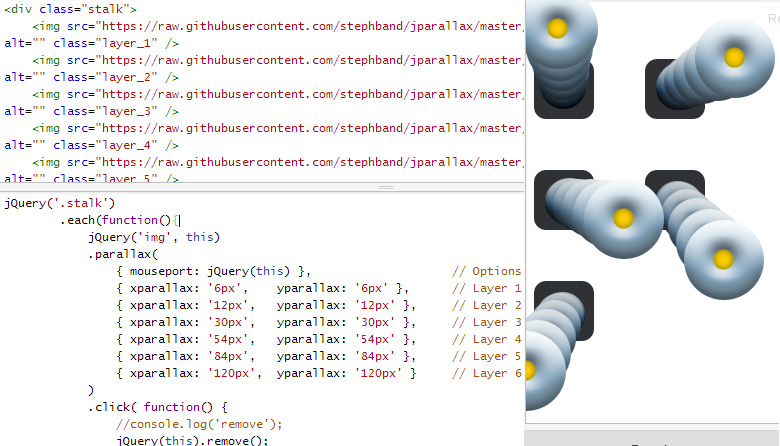 <div class="stalk">
<img src="https://raw.githubusercontent.com/stephband/jparallax/master,
alt="" class="layer_1" />
<img src="https://raw.githubusercontent.com/stephband/jparallax/master,
alt="" class="layer_2" />
<img src="https://raw.githubusercontent.com/stephband/jparallax/master,
alt="" class="layer_3" />
<img src="https://raw.githubusercontent.com/stephband/jparallax/master,
alt="" class="layer_4" />
<img src="https://raw.githubusercontent.com/stephband/jparallax/master,
alt="" class="layer_5" />
Re
jQuery('.stalk')
.each(function(){
jQuery('img', this)
.parallax(
{ mouseport: jQuery(this) }, // Options
{ xparallax: '6px', yparallax: '6px' }, // Layer 1
{ xparallax: '12px', yparallax: '12px' }, // Layer 2
{ xparallax: '30px', yparallax: '30px' }, // Layer 3
{ xparallax: '54px', yparallax: '54px' }, // Layer 4
{ xparallax: '84px', yparallax: '84px' }, // Layer 5
{ xparallax: '120px', yparallax: '120px' } // Layer 6
)
.click( function() {
//console.log('remove');
jQuery(this).remove();